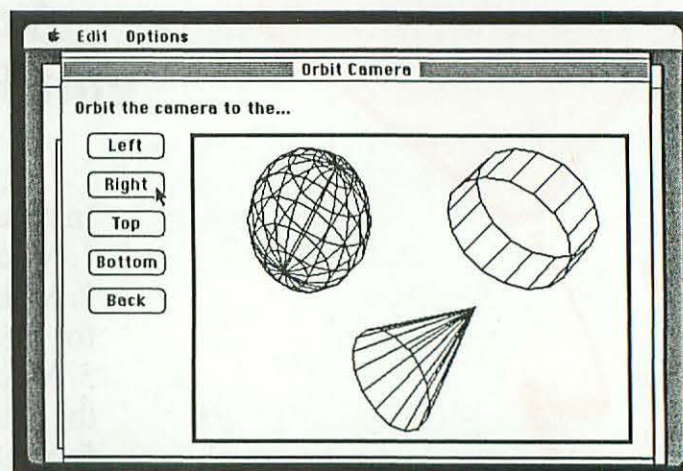 Edit Options
Orbit Camera
Orbit the camera to the...
Left
Right
Top
Bottom
Back